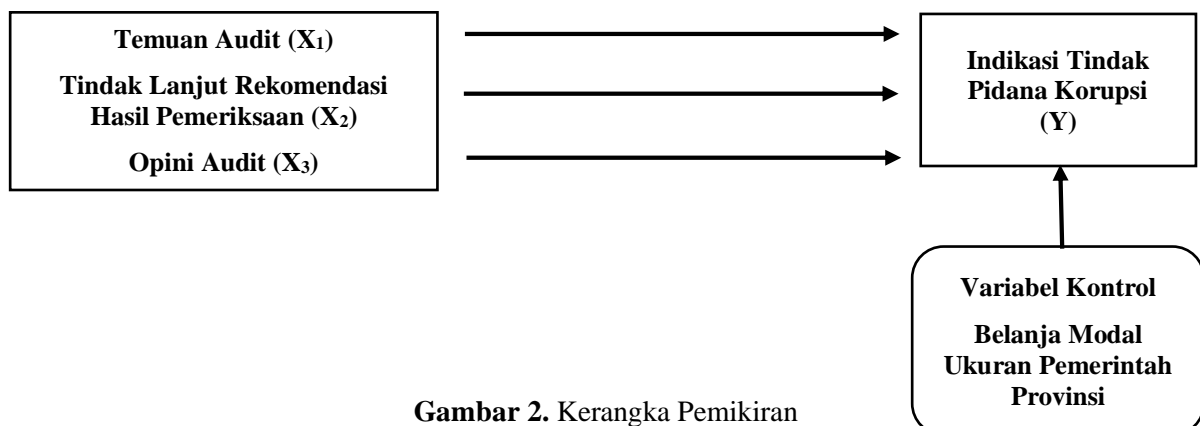 Temuan Audit (X₁)
Tindak Lanjut Rekomendasi
Hasil Pemeriksaan (X₂)
Opini Audit (X₃)
Indikasi Tindak
Pidana Korupsi
(Y)
Variabel Kontrol
Belanja Modal
Ukuran Pemerintah
Provinsi
Gambar 2. Kerangka Pemikiran